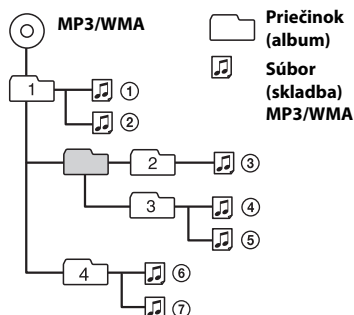 MP3/WMA
Priečinok
(album)
Súbor
(skladba)
MP3/WMA
1
①
②
2
③
3
④
⑤
4
⑥
⑦